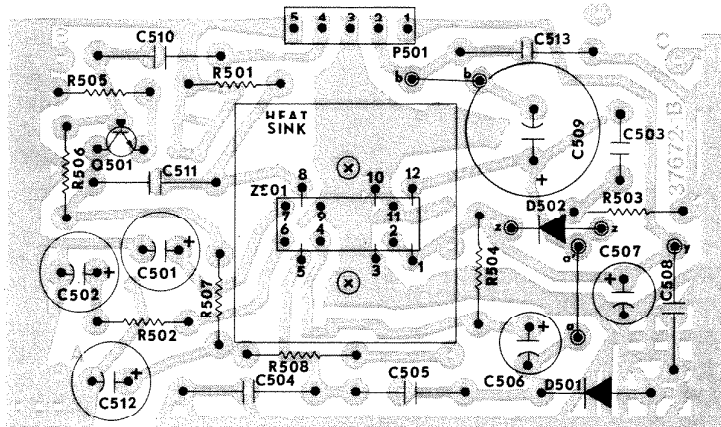 5 4 3 2 1
P501
C510
C513
R501
R505
b b
HEAT
SINK
C509
C503
37672-B
C
Q501
R506
C511
8 10 12
+
R503
IC501
7 9 11
D502
6 4 2
z z
C501
+
C507
C502
+
R507
5 3 1
R504
a
y
C508
+
R502
a
+
R508
C504
C505
C506
D501
C512
+